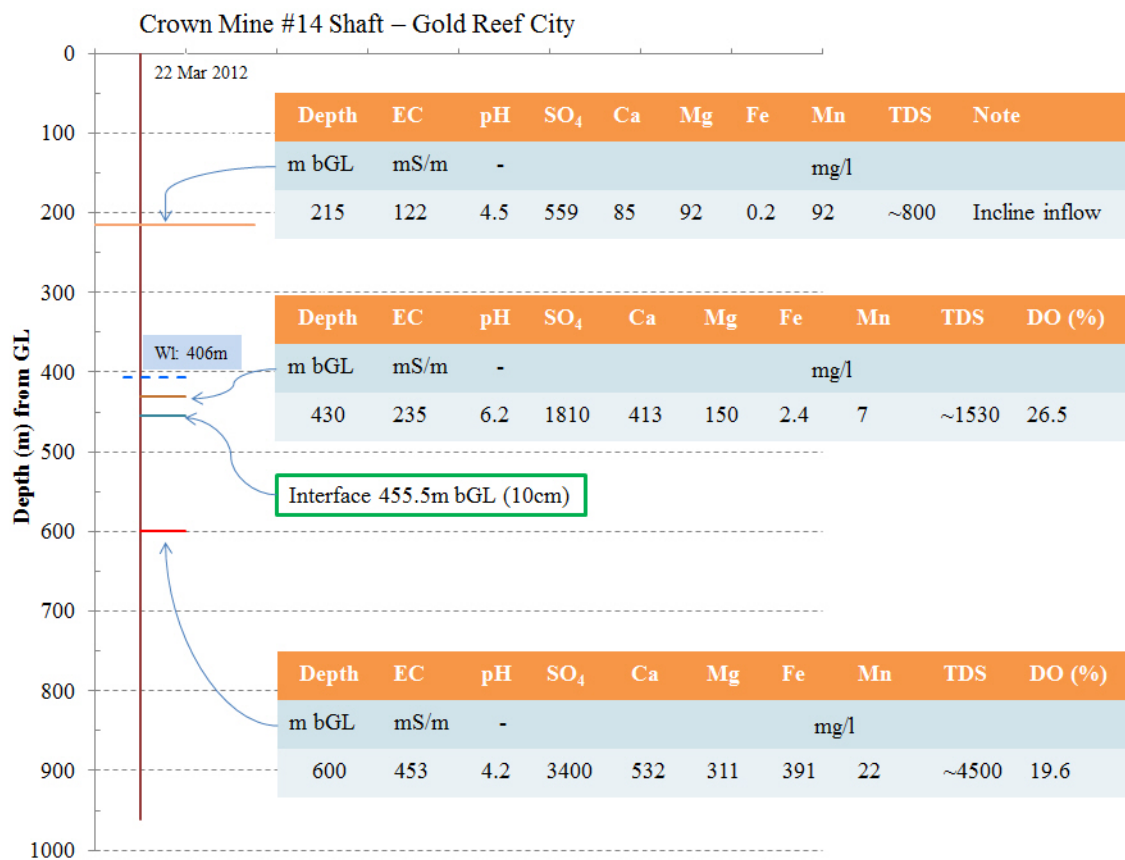 Crown Mine #14 Shaft – Gold Reef City
22 Mar 2012
Depth (m) from GL
0
100
200
300
400
500
600
700
800
900
1000
Depth EC pH SO₄ Ca Mg Fe Mn TDS Note
m bGL mS/m - mg/l
215 122 4.5 559 85 92 0.2 92 ~800 Incline inflow
Wl: 406m
Depth EC pH SO₄ Ca Mg Fe Mn TDS DO (%)
m bGL mS/m - mg/l
430 235 6.2 1810 413 150 2.4 7 ~1530 26.5
Interface 455.5m bGL (10cm)
Depth EC pH SO₄ Ca Mg Fe Mn TDS DO (%)
m bGL mS/m - mg/l
600 453 4.2 3400 532 311 391 22 ~4500 19.6